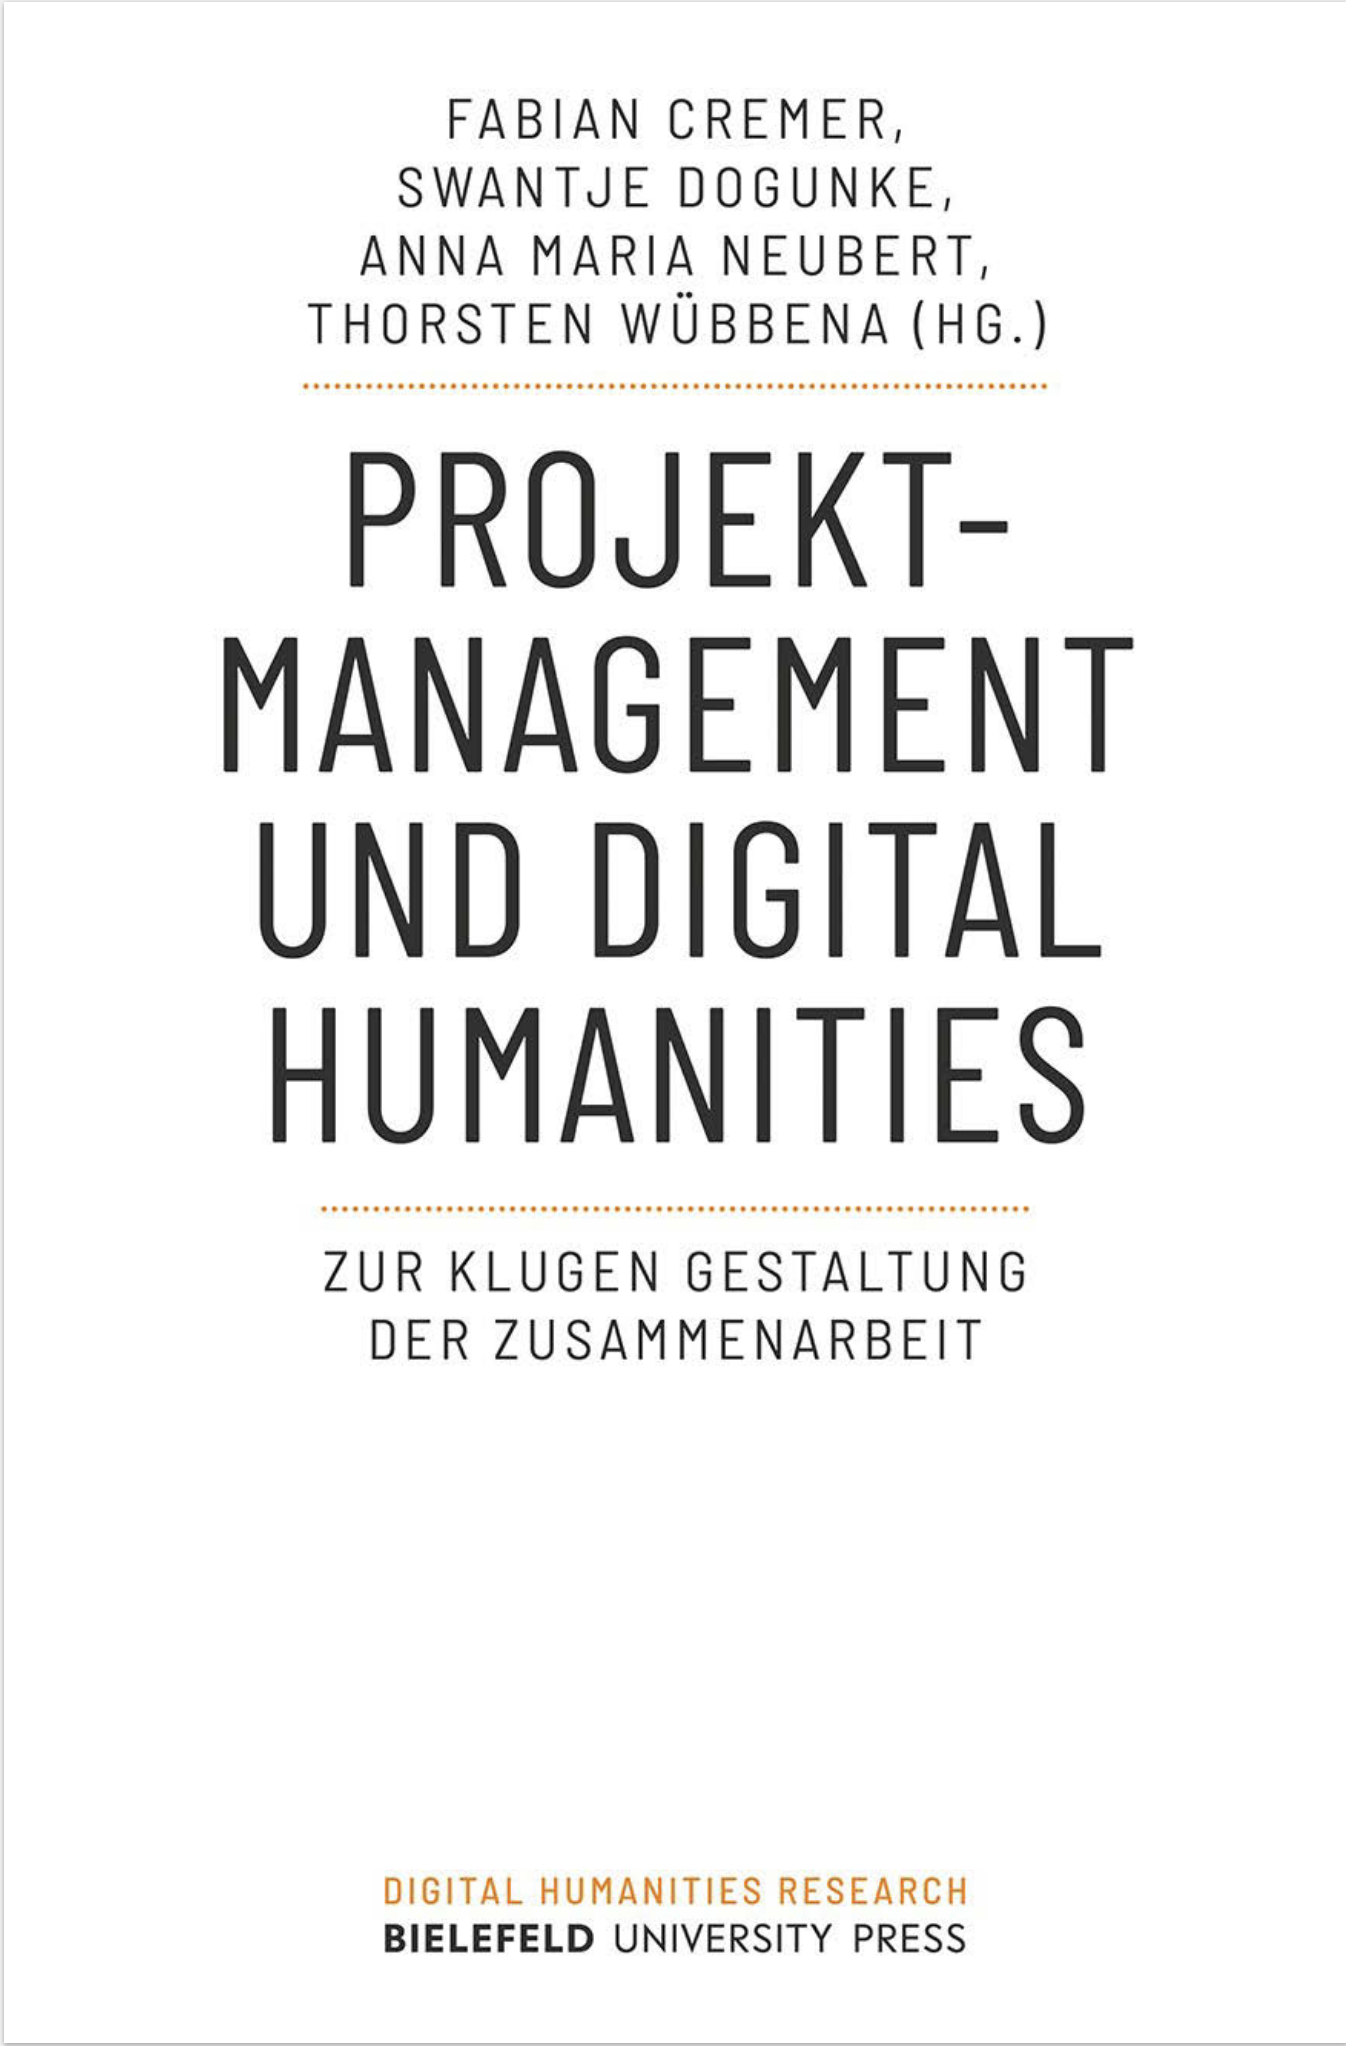 FABIAN CREMER,
SWANTJE DOGUNKE,
ANNA MARIA NEUBERT,
THORSTEN WÜBBENA (HG.)
PROJEKT-
MANAGEMENT
UND DIGITAL
HUMANITIES
ZUR KLUGEN GESTALTUNG
DER ZUSAMMENARBEIT
DIGITAL HUMANITIES RESEARCH
BIELEFELD UNIVERSITY PRESS